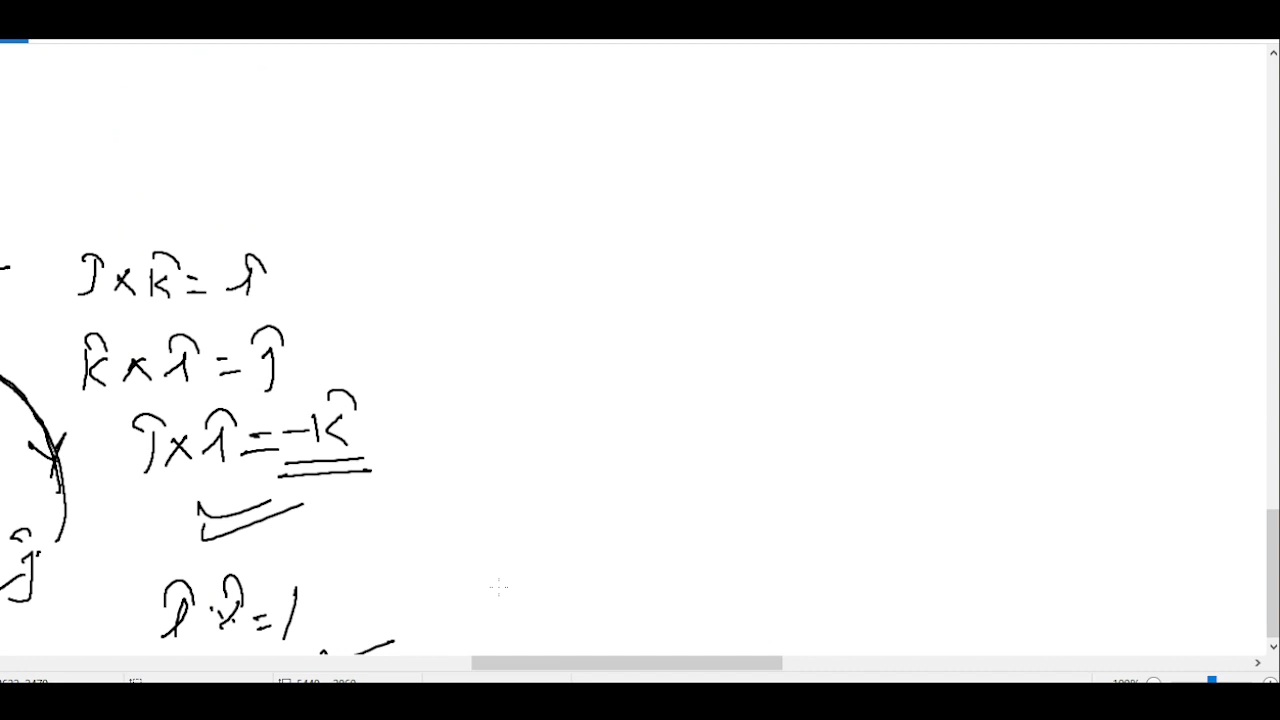 ĵ × k̂ = î
k̂ × î = ĵ
ĵ × î = -k̂
ĵ
î · î = 1